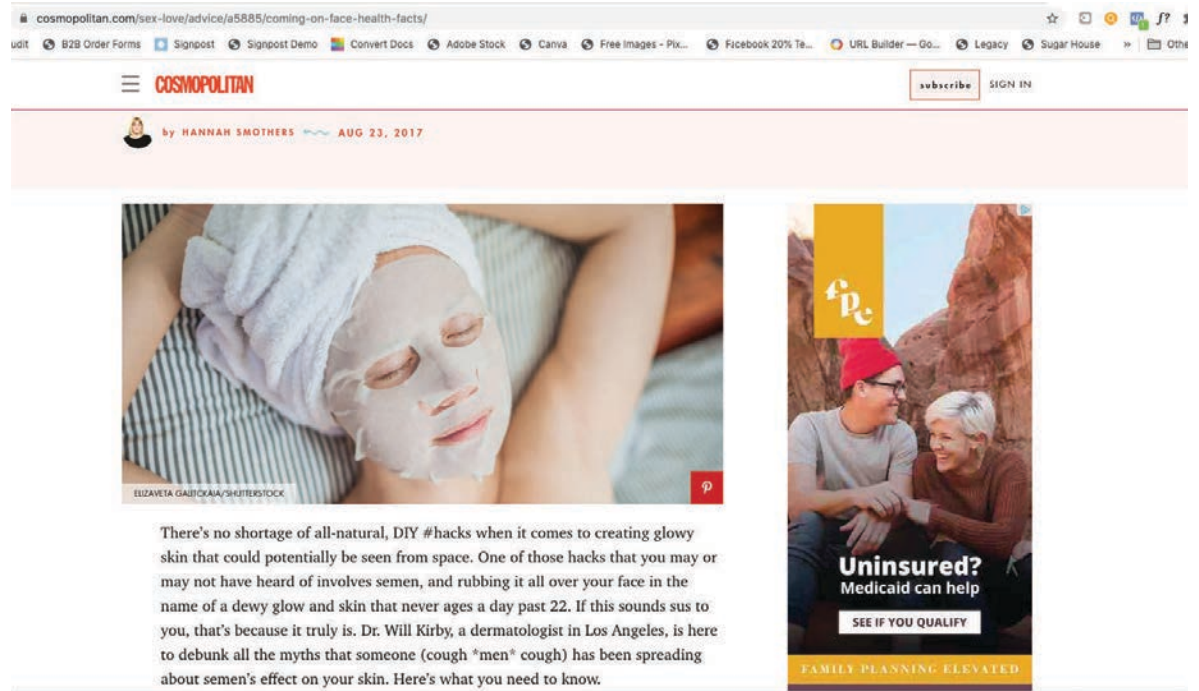 cosmopolitan.com/sex-love/advice/a5885/coming-on-face-health-facts/
f?
udit B2B Order Forms Signpost Signpost Demo Convert Docs Adobe Stock Canva Free Images - Pix... Facebook 20% Te... URL Builder — Go... Legacy Sugar House » Othe
COSMOPOLITAN
subscribe SIGN IN
by HANNAH SMOTHERS AUG 23, 2017
fpe
ELIZAVETA GALITCKAIA/SHUTTERSTOCK
There's no shortage of all-natural, DIY #hacks when it comes to creating glowy
skin that could potentially be seen from space. One of those hacks that you may or
may not have heard of involves semen, and rubbing it all over your face in the
name of a dewy glow and skin that never ages a day past 22. If this sounds sus to
you, that's because it truly is. Dr. Will Kirby, a dermatologist in Los Angeles, is here
to debunk all the myths that someone (cough *men* cough) has been spreading
about semen's effect on your skin. Here's what you need to know.
Uninsured?
Medicaid can help
SEE IF YOU QUALIFY
FAMILY PLANNING ELEVATED